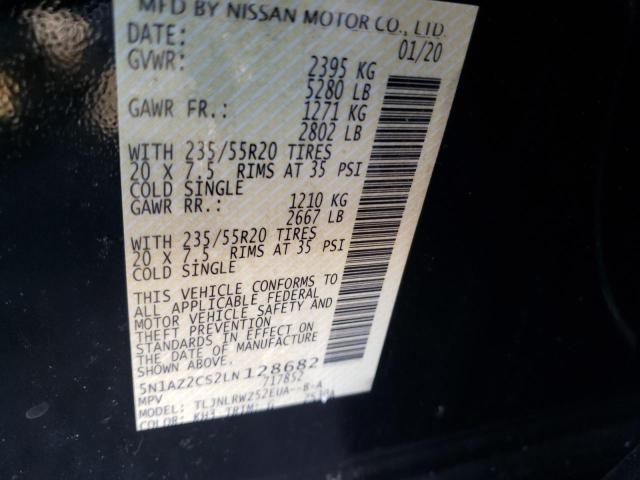 MFD BY NISSAN MOTOR CO., LTD.
DATE: 01/20
GVWR: 2395 KG
5280 LB
GAWR FR.: 1271 KG
2802 LB
WITH 235/55R20 TIRES
20 X 7.5 RIMS AT 35 PSI
COLD SINGLE
GAWR RR.: 1210 KG
2667 LB
WITH 235/55R20 TIRES
20 X 7.5 RIMS AT 35 PSI
COLD SINGLE
THIS VEHICLE CONFORMS TO
ALL APPLICABLE FEDERAL
MOTOR VEHICLE SAFETY AND
THEFT PREVENTION
STANDARDS IN EFFECT ON
THE DATE OF MANUFACTURE
SHOWN ABOVE.
5N1AZ2CS2LN128682
MPV 717852
MODEL: TLJNLRWZ52EUA--B-A
COLOR: KH3 TRIM: G